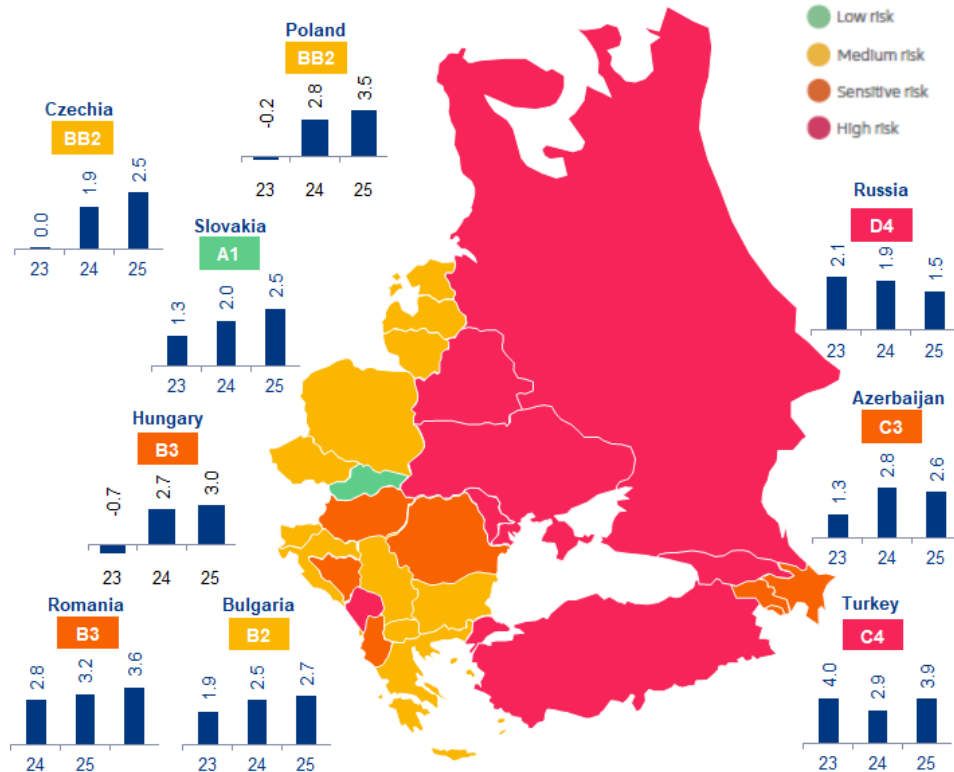 Low risk
Medium risk
Sensitive risk
High risk
Poland
BB2
-0.2
2.8
3.5
23
24
25
Czechia
BB2
0.0
1.9
2.5
23
24
25
Slovakia
A1
1.3
2.0
2.5
23
24
25
Russia
D4
2.1
1.9
1.5
23
24
25
Hungary
B3
-0.7
2.7
3.0
23
24
25
Azerbaijan
C3
1.3
2.8
2.6
23
24
25
Romania
B3
2.8
3.2
3.6
24
25
Bulgaria
B2
1.9
2.5
2.7
23
24
25
Turkey
C4
4.0
2.9
3.9
23
24
25